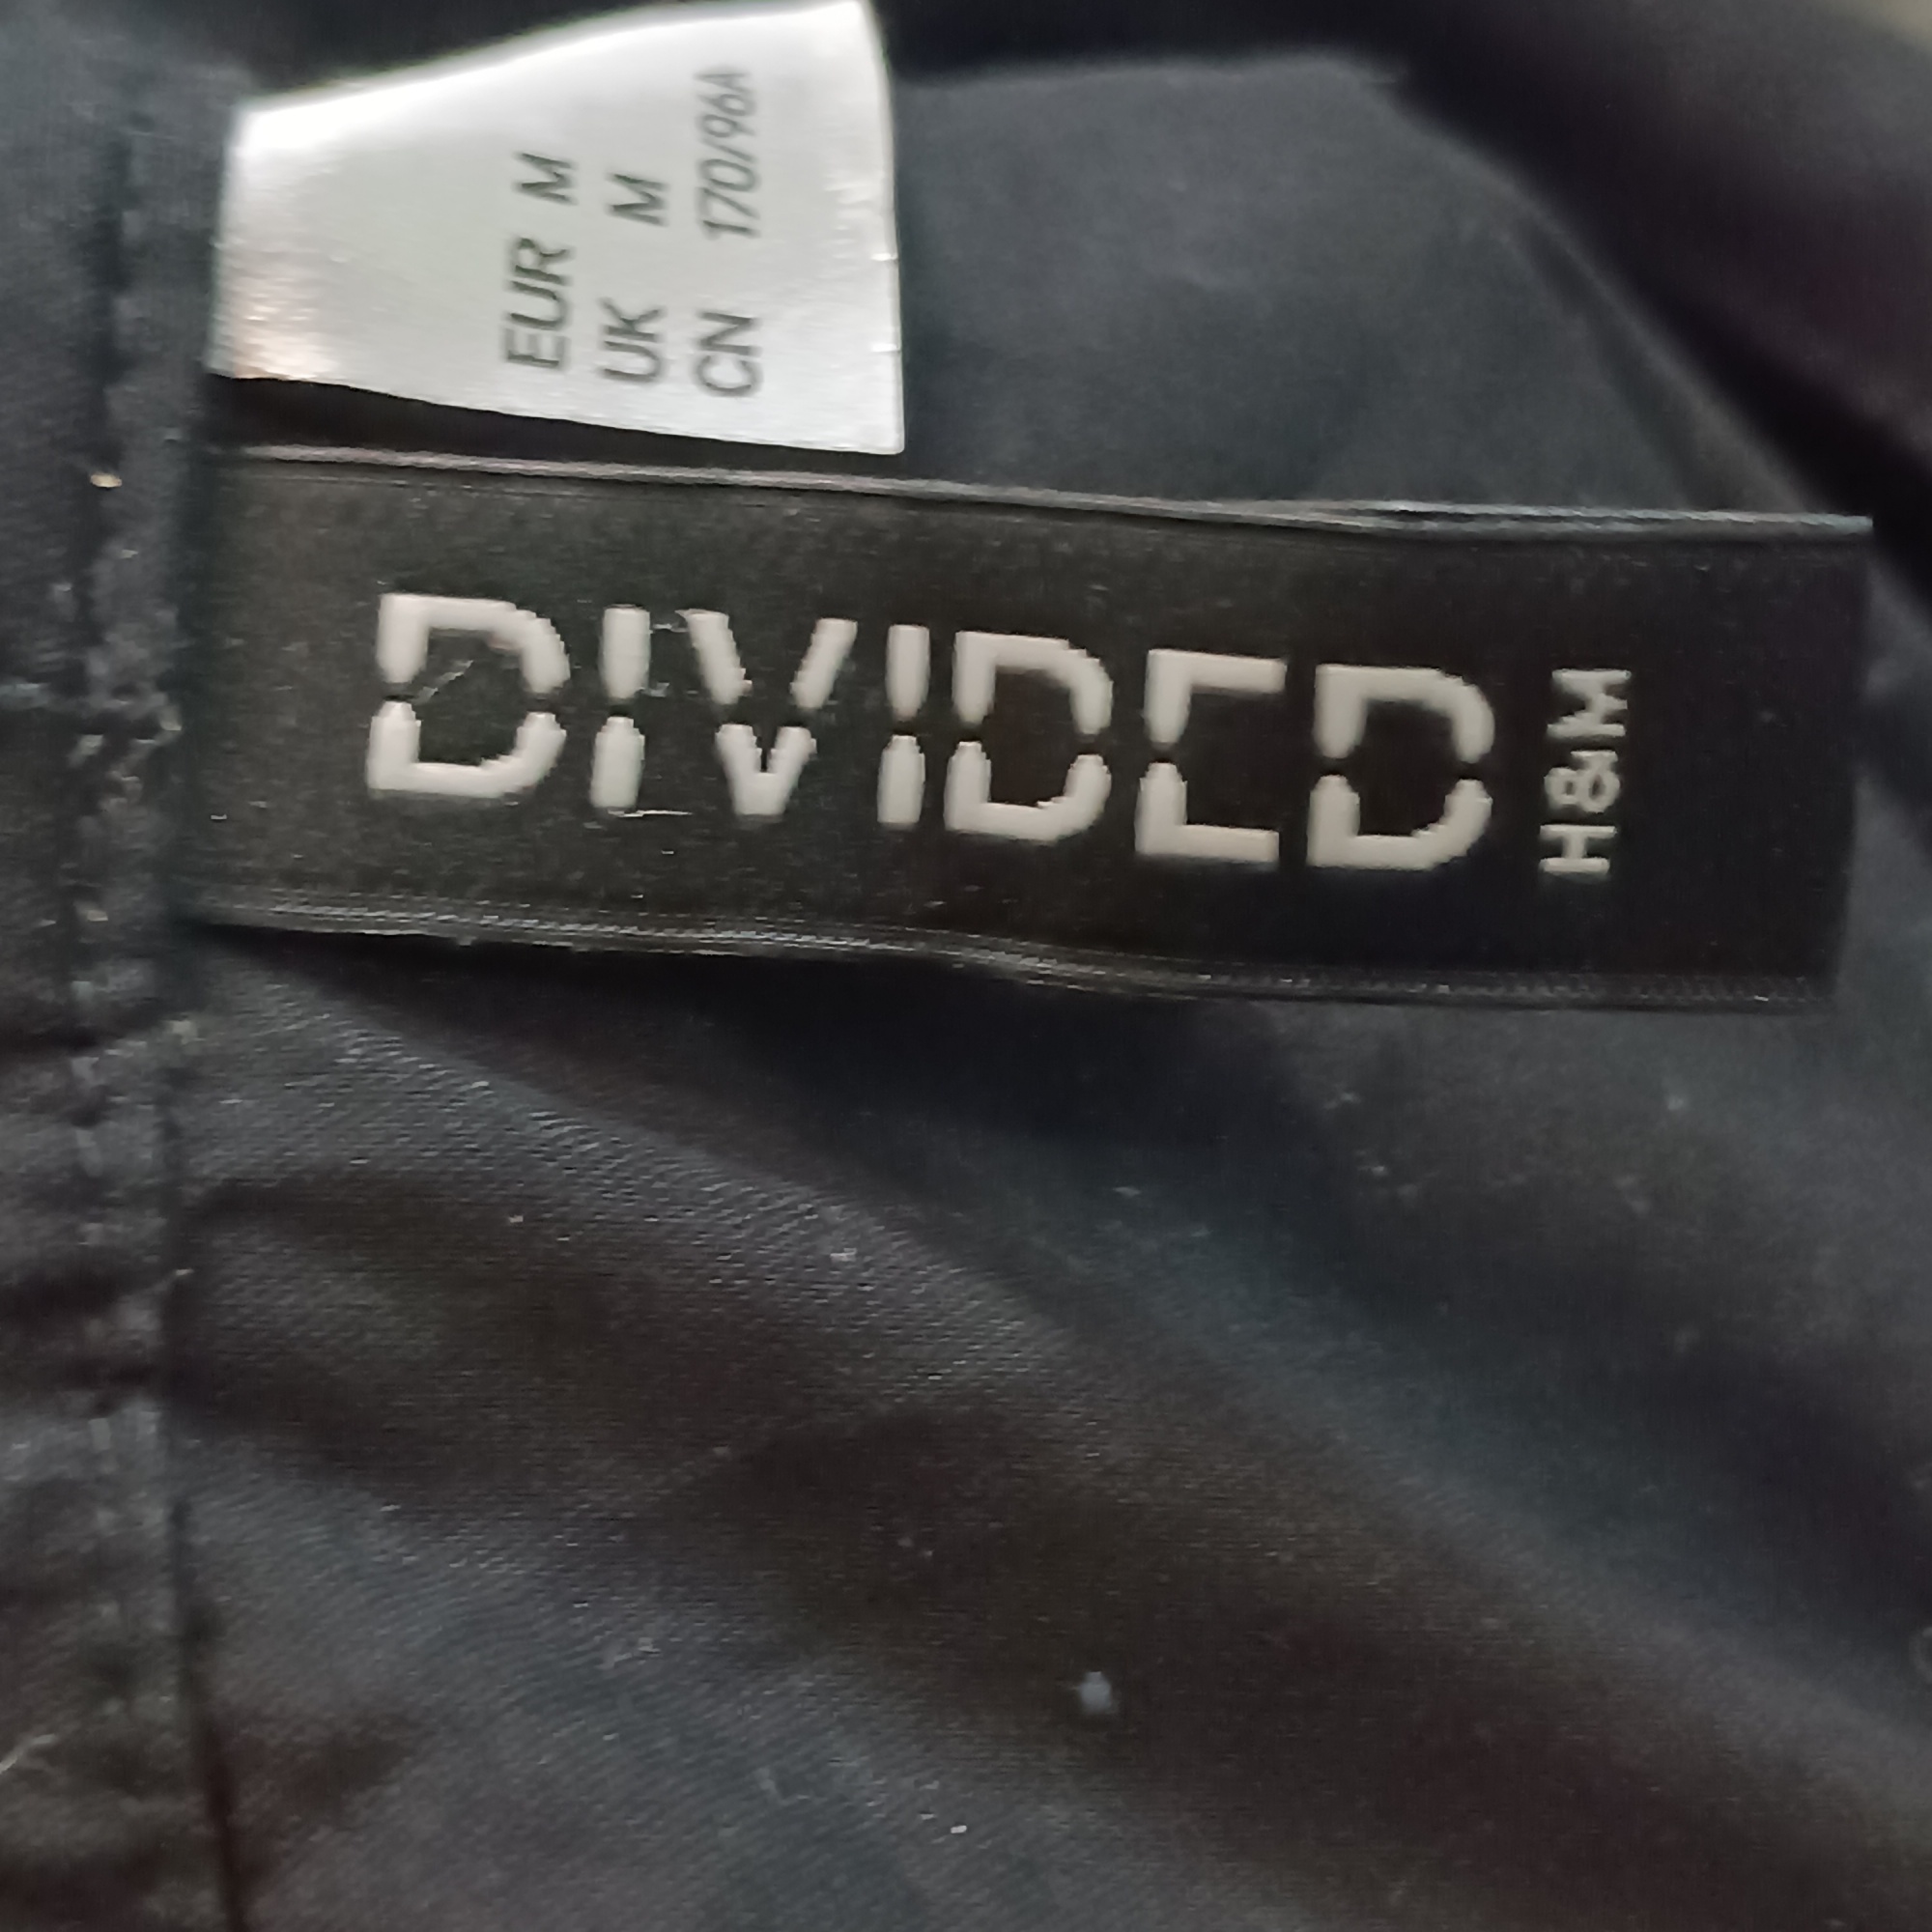 EUR M
UK M
CN 170/96A
DIVIDED
H&M